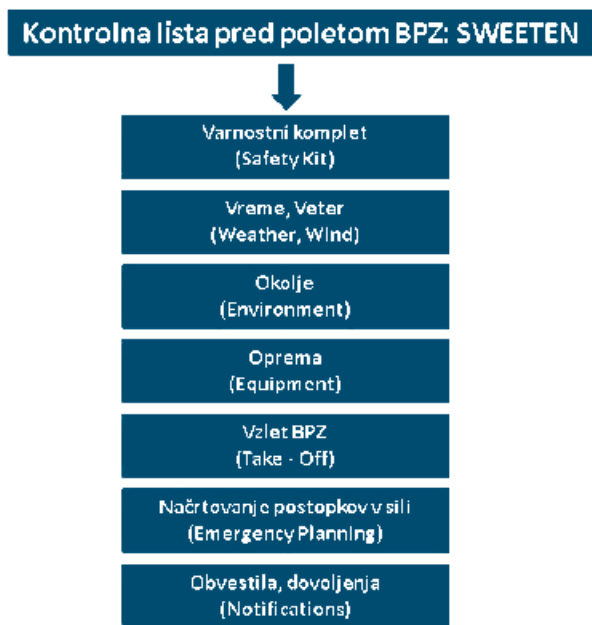 Kontrolna lista pred poletom BPZ: SWEETEN
Varnostni komplet
(Safety Kit)
Vreme, Veter
(Weather, Wind)
Okolje
(Environment)
Oprema
(Equipment)
Vzlet BPZ
(Take - Off)
Načrtovanje postopkov v sili
(Emergency Planning)
Obvestila, dovoljenja
(Notifications)